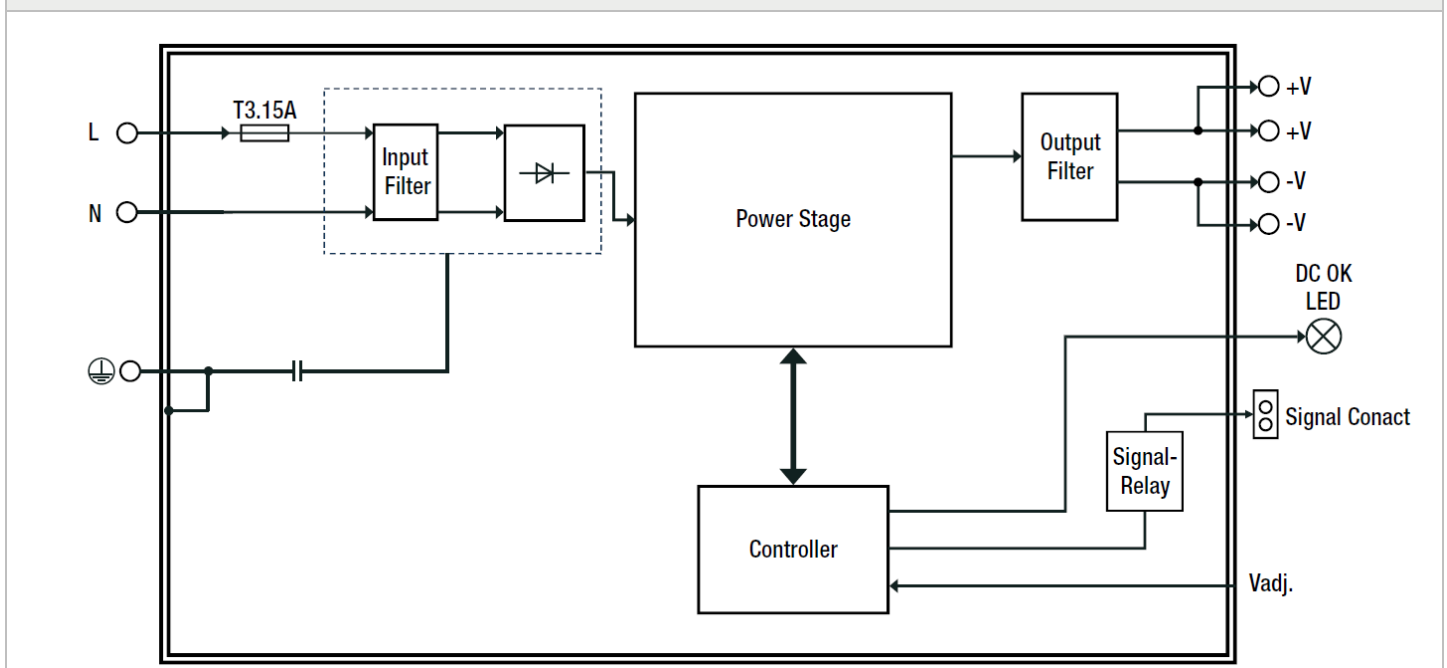 T3.15A
L
N
Input
Filter
Power Stage
Output
Filter
+V
+V
-V
-V
DC OK
LED
Signal Conact
Signal-
Relay
Controller
Vadj.